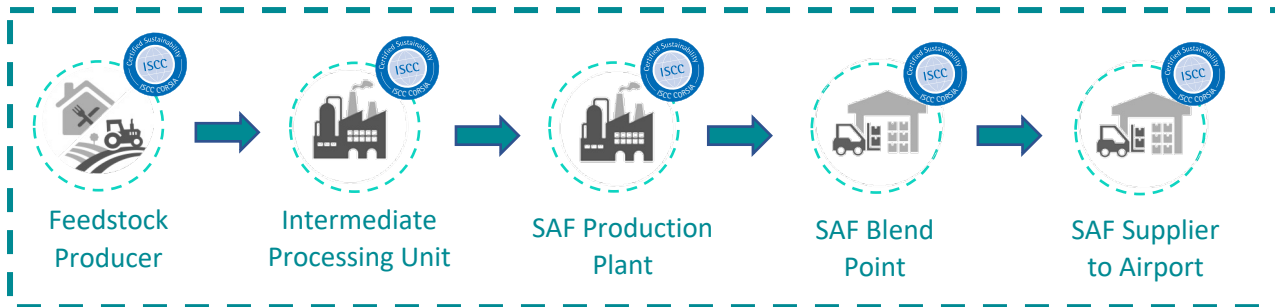 Certified Sustainability
ISCC
ISCC CORSIA
Certified Sustainability
ISCC
ISCC CORSIA
Certified Sustainability
ISCC
ISCC CORSIA
Certified Sustainability
ISCC
ISCC CORSIA
Certified Sustainability
ISCC
ISCC CORSIA
Feedstock
Producer
Intermediate
Processing Unit
SAF Production
Plant
SAF Blend
Point
SAF Supplier
to Airport